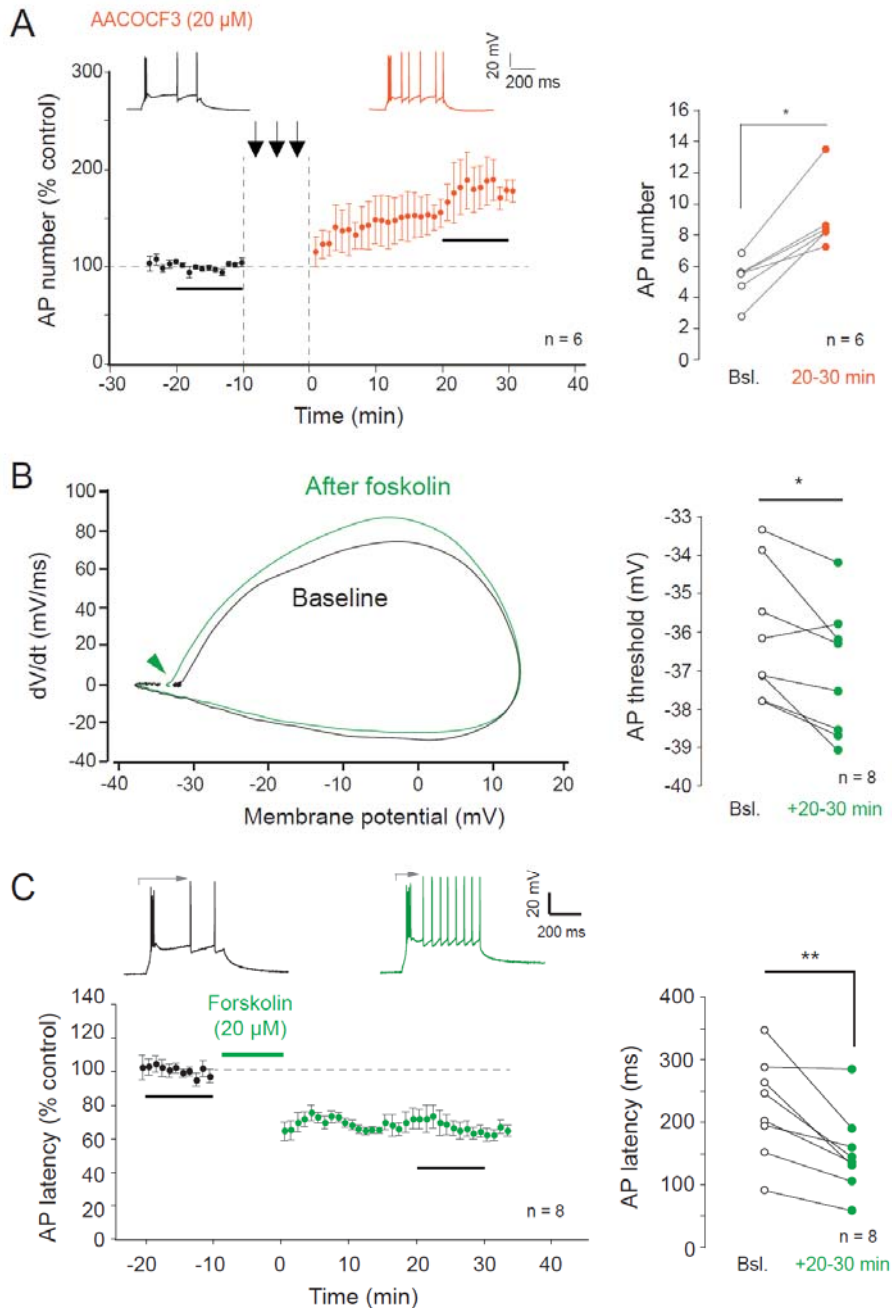 A
AACOCF3 (20 µM)
20 mV
200 ms
300
200
100
0
AP number (% control)
-30
-20
-10
0
10
20
30
40
Time (min)
n = 6
*
16
14
12
10
8
6
4
2
0
AP number
n = 6
Bsl.
20-30 min
B
After foskolin
Baseline
100
80
60
40
20
0
-20
-40
dV/dt (mV/ms)
-40
-30
-20
-10
0
10
20
Membrane potential (mV)
*
-33
-34
-35
-36
-37
-38
-39
-40
AP threshold (mV)
n = 8
Bsl.
+20-30 min
C
20 mV
200 ms
Forskolin
(20 µM)
140
120
100
80
60
40
20
0
AP latency (% control)
n = 8
-20
-10
0
10
20
30
40
Time (min)
**
400
300
200
100
0
AP latency (ms)
n = 8
Bsl.
+20-30 min